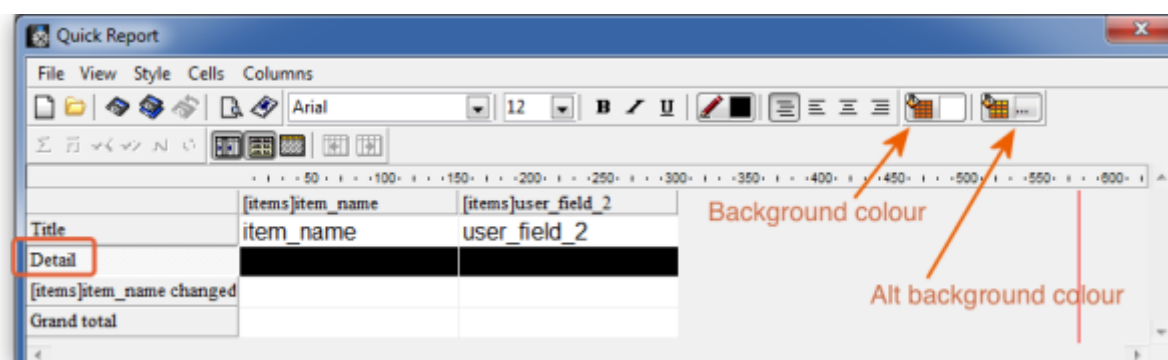 Quick Report
x
File View Style Cells Columns
Arial 12 B I U ...
Σ N
50 100 150 200 250 300 350 400 450 500 550 600
[items]item_name [items]user_field_2
Background colour
Title item_name user_field_2
Detail
Alt background colour
[items]item_name changed
Grand total